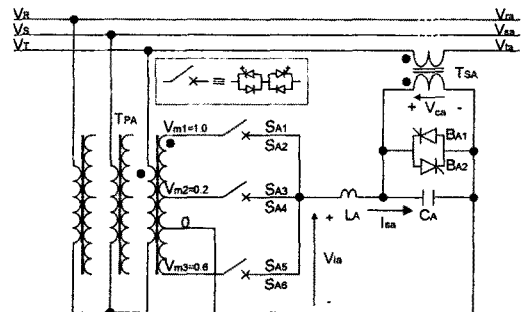 VR Vra
VS Vsa
VT Vta
TSA
+ Vca -
TPA
Vm1=1.0 SA1
SA2
BA1
BA2
Vm2=0.2 SA3
SA4
0
+ LA Isa CA
Via
Vm3=0.6 SA5
SA6
-